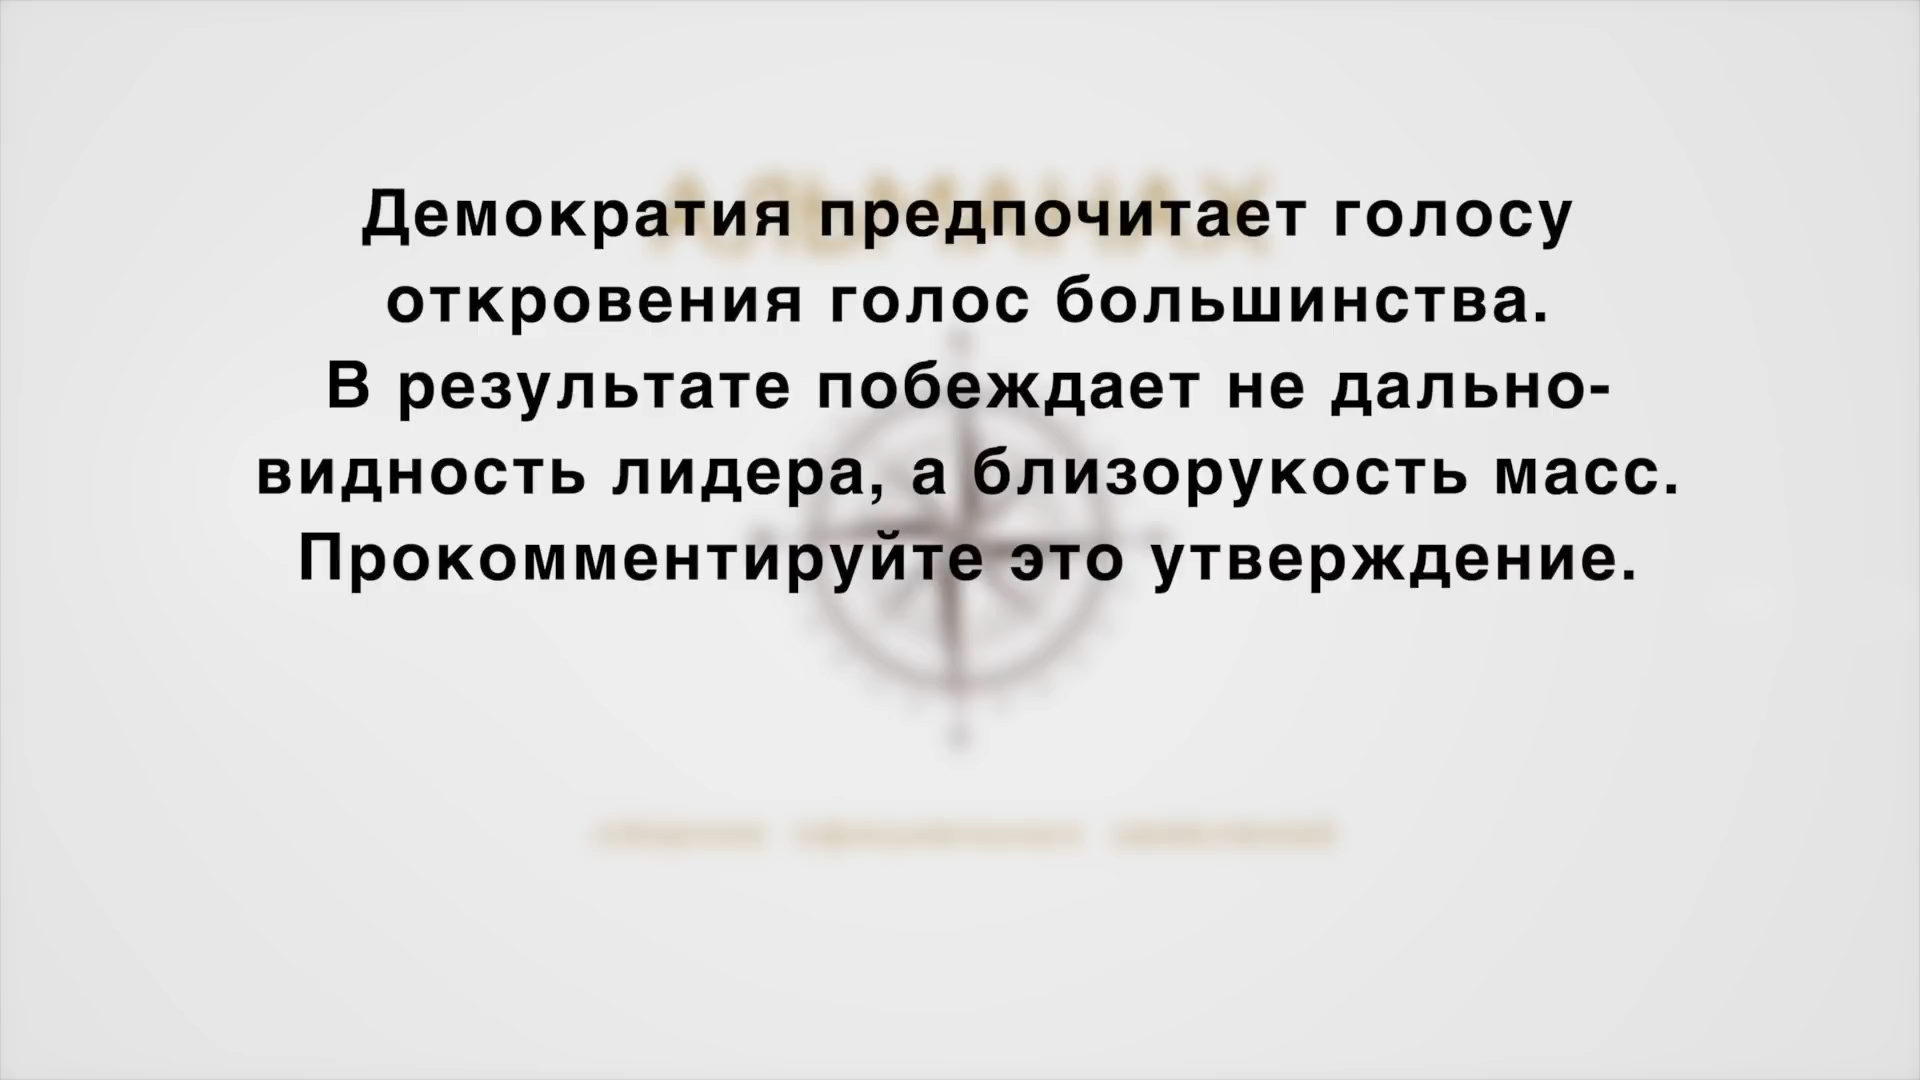 Демократия предпочитает голосу
откровения голос большинства.
В результате побеждает не дально-
видность лидера, а близорукость масс.
Прокомментируйте это утверждение.